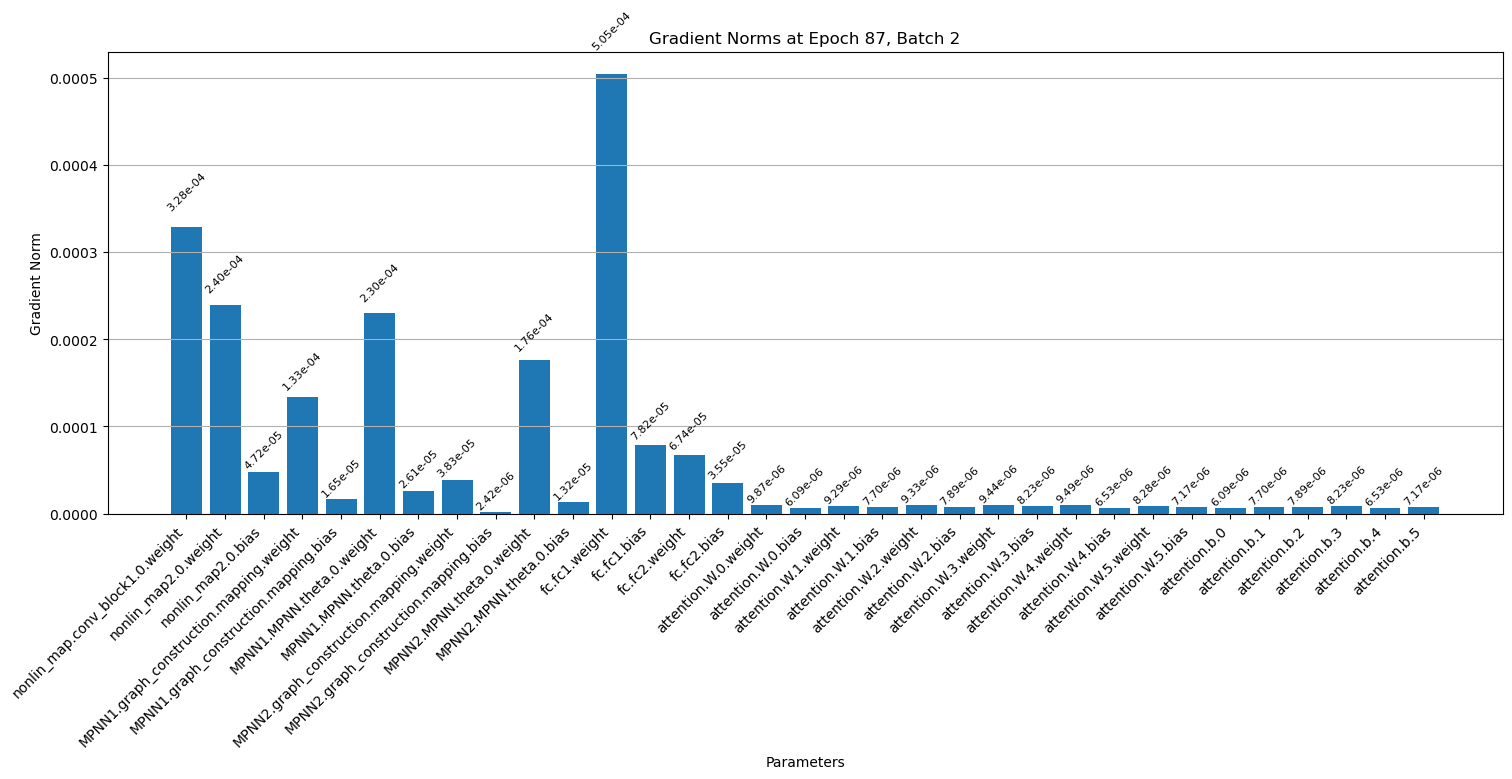 Gradient Norms at Epoch 87, Batch 2
Gradient Norm
0.0005
0.0004
0.0003
0.0002
0.0001
0.0000
3.28e-04
2.40e-04
4.72e-05
1.33e-04
1.65e-05
2.30e-04
2.61e-05
3.83e-05
2.42e-06
1.76e-04
1.32e-05
5.05e-04
7.82e-05
6.74e-05
3.55e-05
9.87e-06
6.09e-06
9.29e-06
7.70e-06
9.33e-06
7.89e-06
9.44e-06
8.23e-06
9.49e-06
6.53e-06
8.28e-06
7.17e-06
6.09e-06
7.70e-06
7.89e-06
8.23e-06
6.53e-06
7.17e-06
nonlin_map.conv_block1.0.weight
nonlin_map2.0.weight
nonlin_map2.0.bias
MPNN1.graph_construction.mapping.weight
MPNN1.graph_construction.mapping.bias
MPNN1.MPNN.theta.0.weight
MPNN1.MPNN.theta.0.bias
MPNN2.graph_construction.mapping.weight
MPNN2.graph_construction.mapping.bias
MPNN2.MPNN.theta.0.weight
MPNN2.MPNN.theta.0.bias
fc.fc1.weight
fc.fc1.bias
fc.fc2.weight
fc.fc2.bias
attention.W.0.weight
attention.W.0.bias
attention.W.1.weight
attention.W.1.bias
attention.W.2.weight
attention.W.2.bias
attention.W.3.weight
attention.W.3.bias
attention.W.4.weight
attention.W.4.bias
attention.W.5.weight
attention.W.5.bias
attention.b.0
attention.b.1
attention.b.2
attention.b.3
attention.b.4
attention.b.5
Parameters